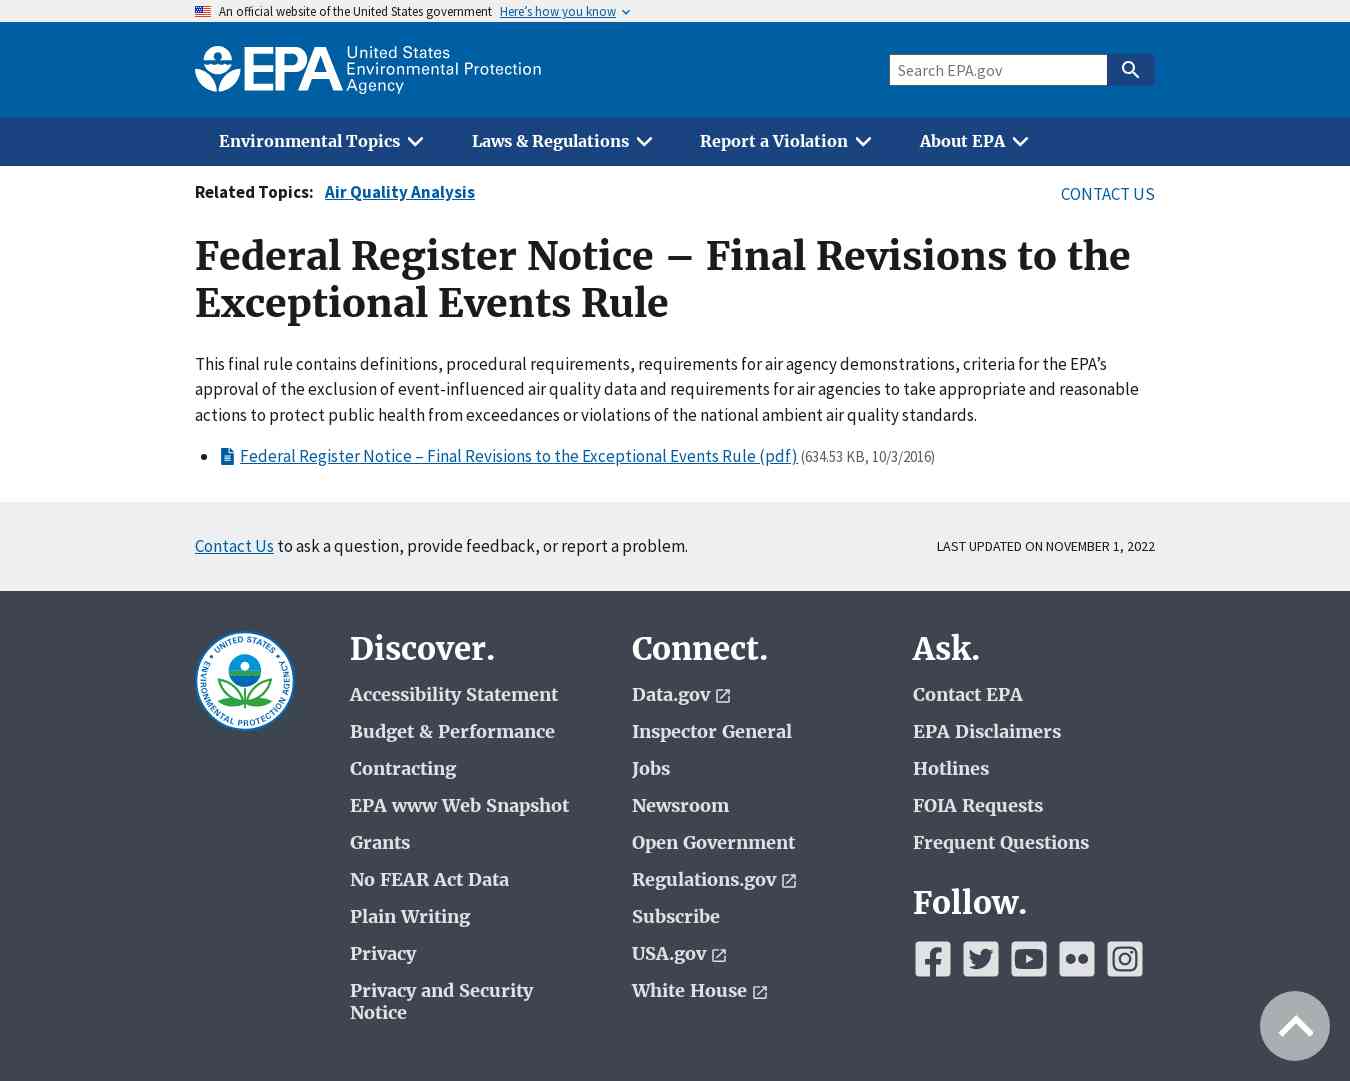 An official website of the United States government Here's how you know
EPA United States
Environmental Protection
Agency
Search EPA.gov
Environmental Topics
Laws & Regulations
Report a Violation
About EPA
Related Topics: Air Quality Analysis
CONTACT US
Federal Register Notice – Final Revisions to the
Exceptional Events Rule
This final rule contains definitions, procedural requirements, requirements for air agency demonstrations, criteria for the EPA's
approval of the exclusion of event-influenced air quality data and requirements for air agencies to take appropriate and reasonable
actions to protect public health from exceedances or violations of the national ambient air quality standards.
• Federal Register Notice – Final Revisions to the Exceptional Events Rule (pdf) (634.53 KB, 10/3/2016)
Contact Us to ask a question, provide feedback, or report a problem.
LAST UPDATED ON NOVEMBER 1, 2022
UNITED STATES
ENVIRONMENTAL PROTECTION AGENCY
Discover.
Accessibility Statement
Budget & Performance
Contracting
EPA www Web Snapshot
Grants
No FEAR Act Data
Plain Writing
Privacy
Privacy and Security
Notice
Connect.
Data.gov
Inspector General
Jobs
Newsroom
Open Government
Regulations.gov
Subscribe
USA.gov
White House
Ask.
Contact EPA
EPA Disclaimers
Hotlines
FOIA Requests
Frequent Questions
Follow.